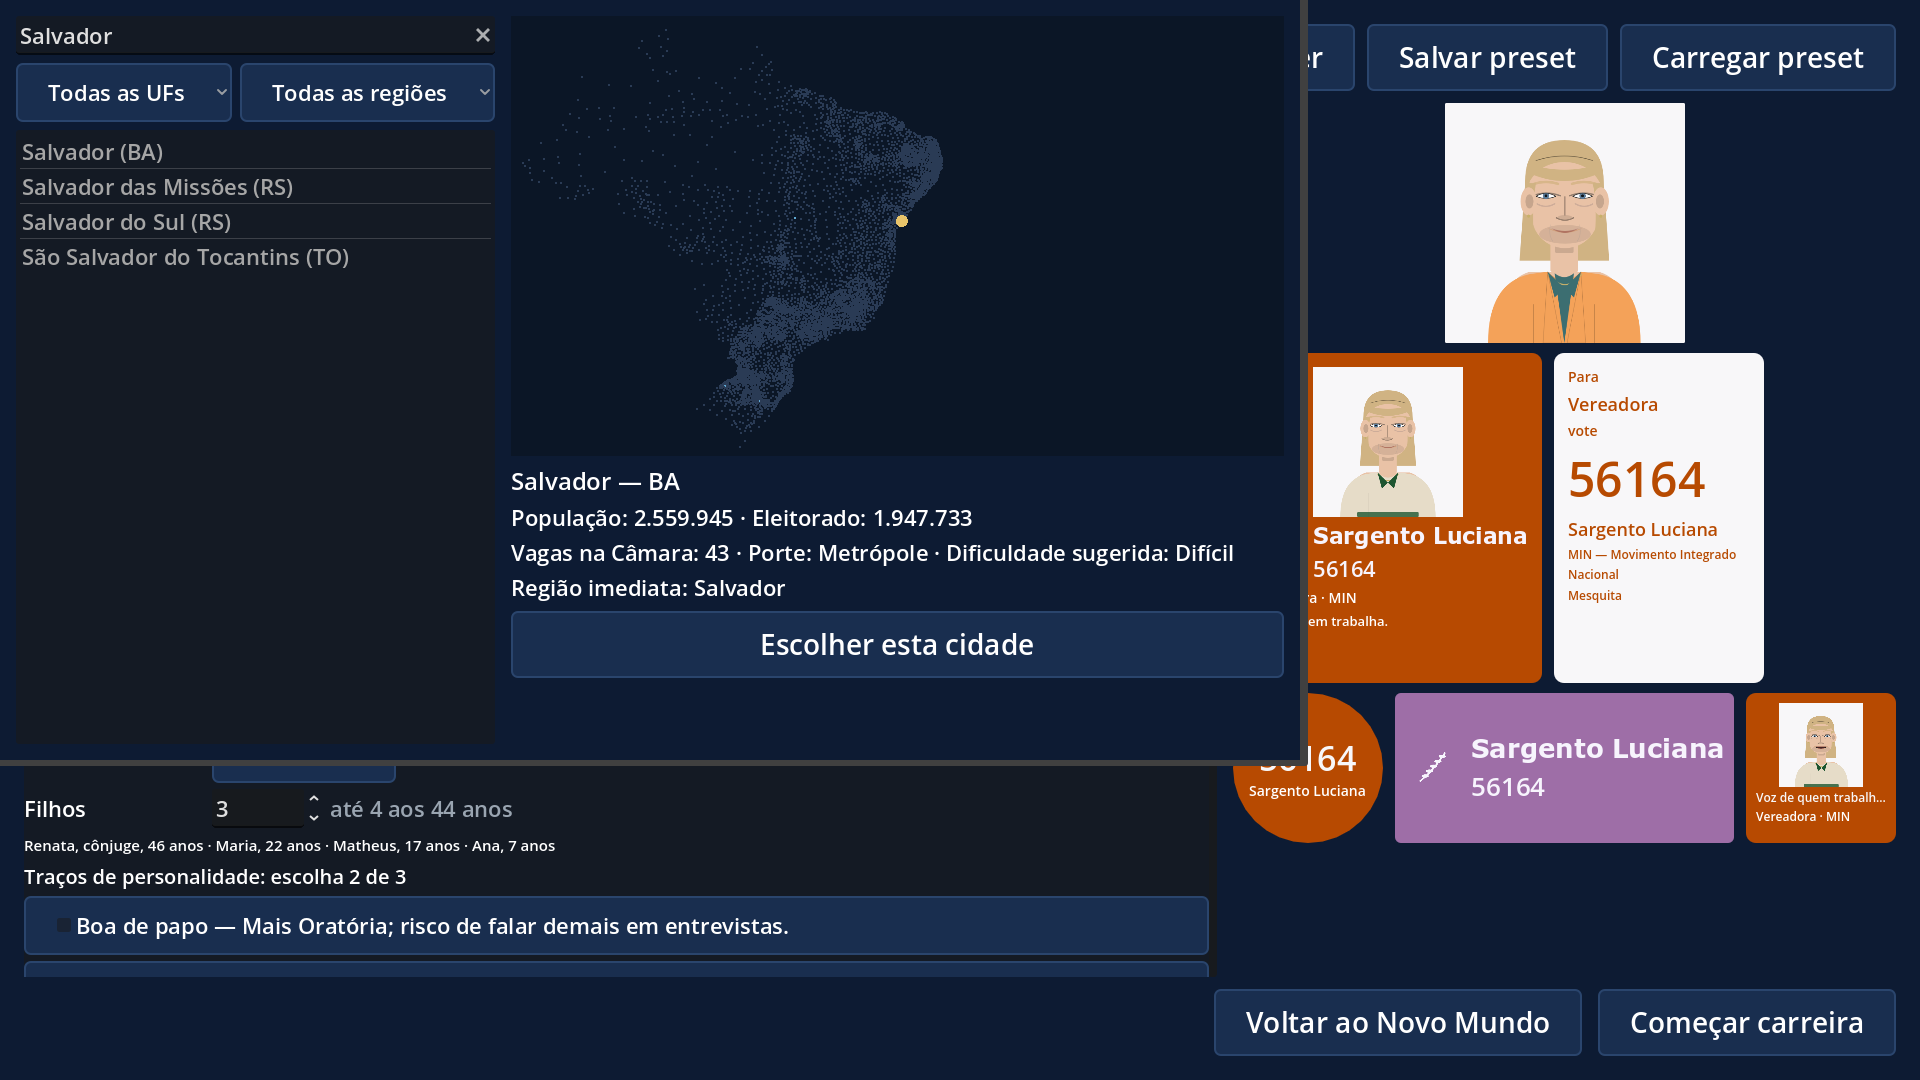 Salvador
Todas as UFs
Todas as regiões
Salvador (BA)
Salvador das Missões (RS)
Salvador do Sul (RS)
São Salvador do Tocantins (TO)
Salvador — BA
População: 2.559.945 · Eleitorado: 1.947.733
Vagas na Câmara: 43 · Porte: Metrópole · Dificuldade sugerida: Difícil
Região imediata: Salvador
Escolher esta cidade
er
Salvar preset
Carregar preset
Sargento Luciana
56164
ra · MIN
em trabalha.
Para
Vereadora
vote
56164
Sargento Luciana
MIN — Movimento Integrado
Nacional
Mesquita
56164
Sargento Luciana
Sargento Luciana
56164
Voz de quem trabalh...
Vereadora · MIN
Filhos
3
até 4 aos 44 anos
Renata, cônjuge, 46 anos · Maria, 22 anos · Matheus, 17 anos · Ana, 7 anos
Traços de personalidade: escolha 2 de 3
Boa de papo — Mais Oratória; risco de falar demais em entrevistas.
Voltar ao Novo Mundo
Começar carreira